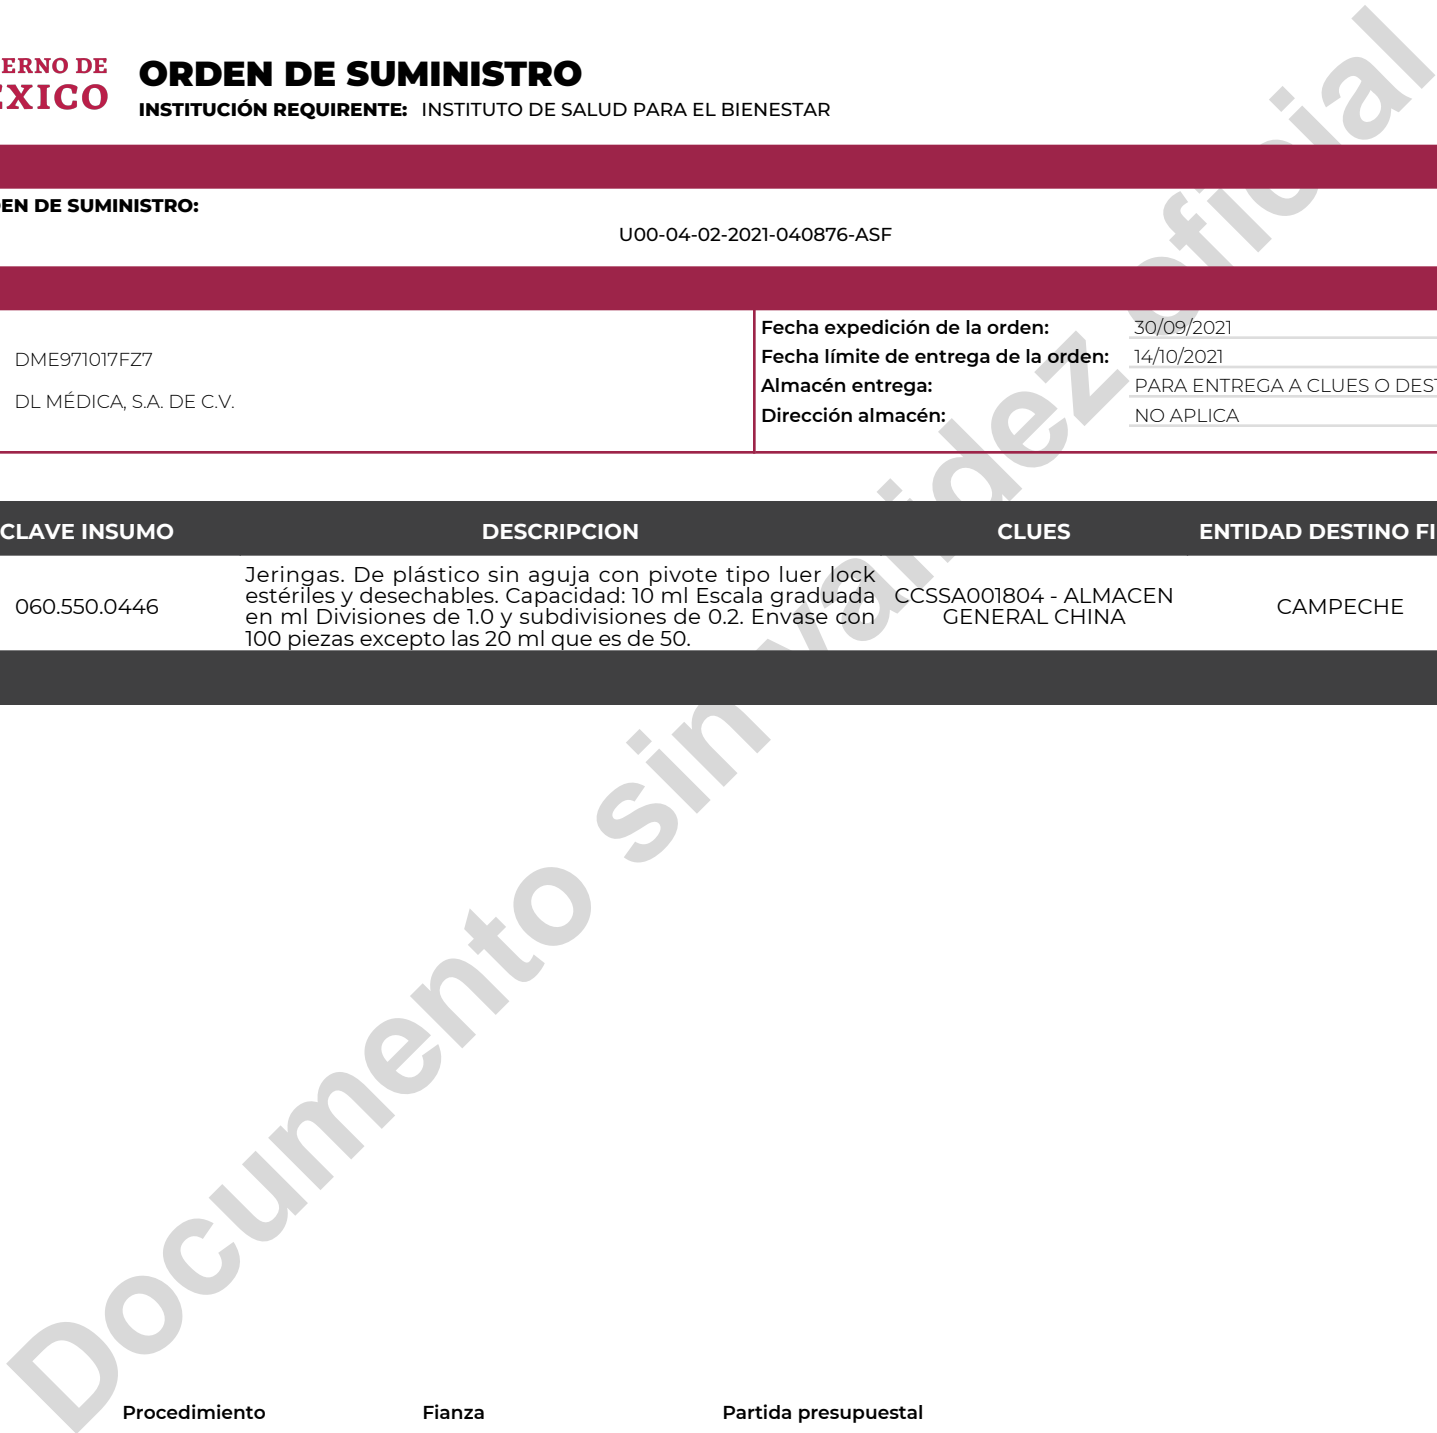 ERNO DE
EXICO
ORDEN DE SUMINISTRO
INSTITUCIÓN REQUIRENTE: INSTITUTO DE SALUD PARA EL BIENESTAR
EN DE SUMINISTRO:
U00-04-02-2021-040876-ASF
DME971017FZ7
DL MÉDICA, S.A. DE C.V.
Fecha expedición de la orden: 30/09/2021
Fecha límite de entrega de la orden: 14/10/2021
Almacén entrega: PARA ENTREGA A CLUES O DEST
Dirección almacén: NO APLICA
CLAVE INSUMO DESCRIPCION CLUES ENTIDAD DESTINO FI
060.550.0446
Jeringas. De plástico sin aguja con pivote tipo luer lock
estériles y desechables. Capacidad: 10 ml Escala graduada
en ml Divisiones de 1.0 y subdivisiones de 0.2. Envase con
100 piezas excepto las 20 ml que es de 50.
CCSSA001804 - ALMACEN
GENERAL CHINA
CAMPECHE
Documento sin validez oficial
Procedimiento Fianza Partida presupuestal